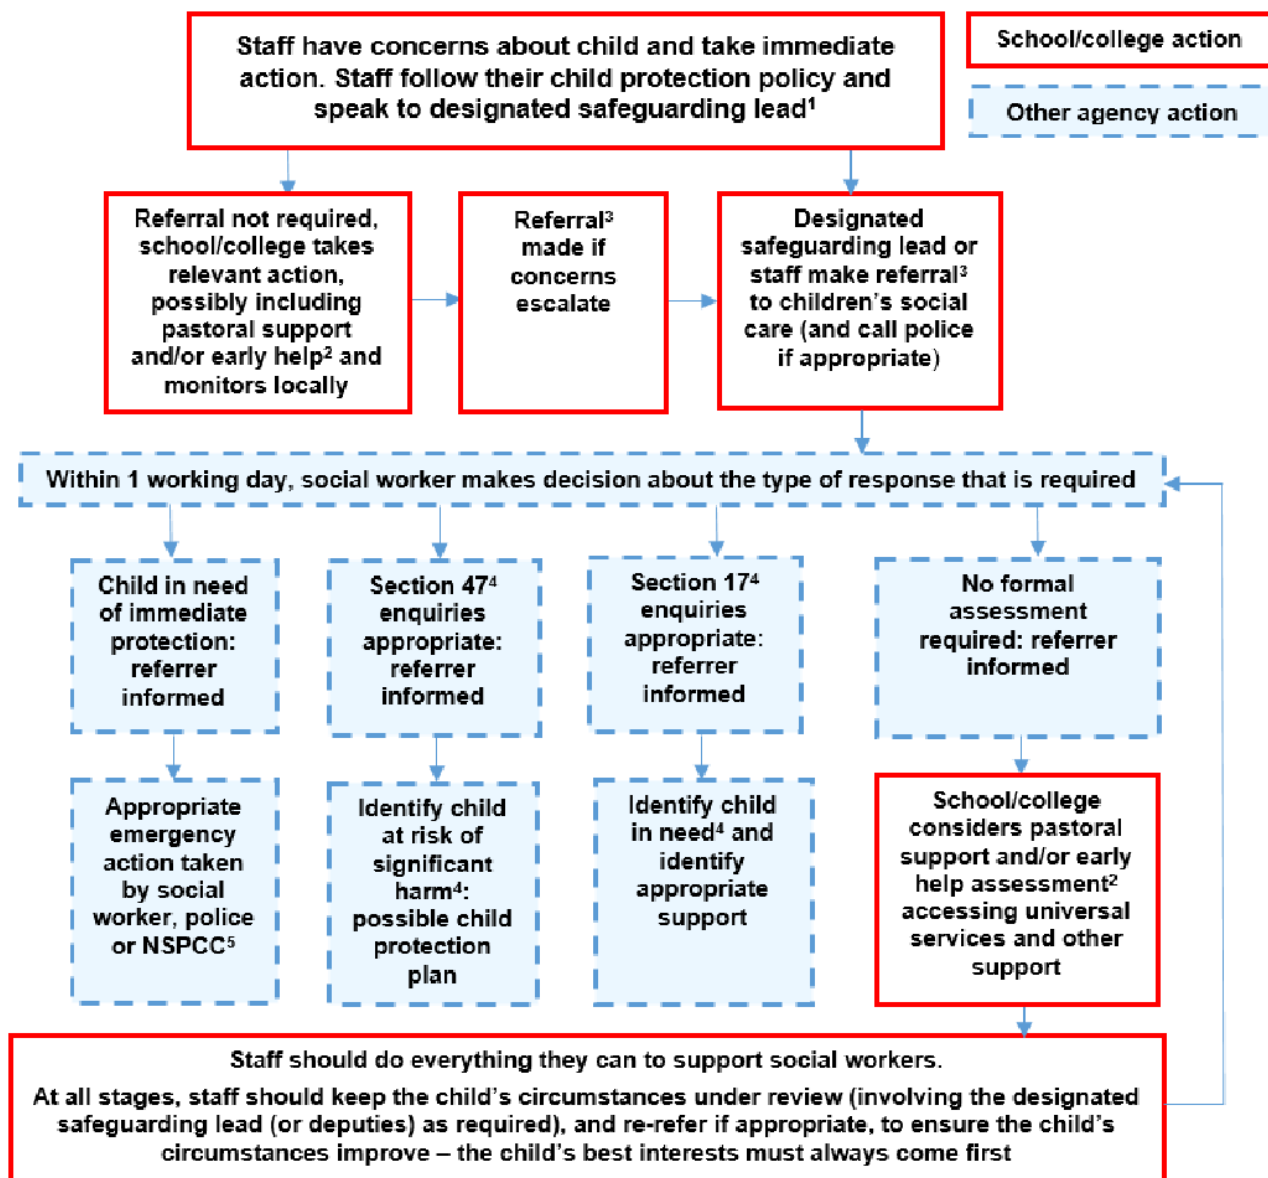 Staff have concerns about child and take immediate
action. Staff follow their child protection policy and
speak to designated safeguarding lead¹
School/college action
Other agency action
Referral not required,
school/college takes
relevant action,
possibly including
pastoral support
and/or early help² and
monitors locally
Referral³
made if
concerns
escalate
Designated
safeguarding lead or
staff make referral³
to children’s social
care (and call police
if appropriate)
Within 1 working day, social worker makes decision about the type of response that is required
Child in need
of immediate
protection:
referrer
informed
Section 47⁴
enquiries
appropriate:
referrer
informed
Section 17⁴
enquiries
appropriate:
referrer
informed
No formal
assessment
required: referrer
informed
Appropriate
emergency
action taken
by social
worker, police
or NSPCC⁵
Identify child
at risk of
significant
harm⁴:
possible child
protection
plan
Identify child
in need⁴ and
identify
appropriate
support
School/college
considers pastoral
support and/or early
help assessment²
accessing universal
services and other
support
Staff should do everything they can to support social workers.
At all stages, staff should keep the child’s circumstances under review (involving the designated
safeguarding lead (or deputies) as required), and re-refer if appropriate, to ensure the child’s
circumstances improve – the child’s best interests must always come first